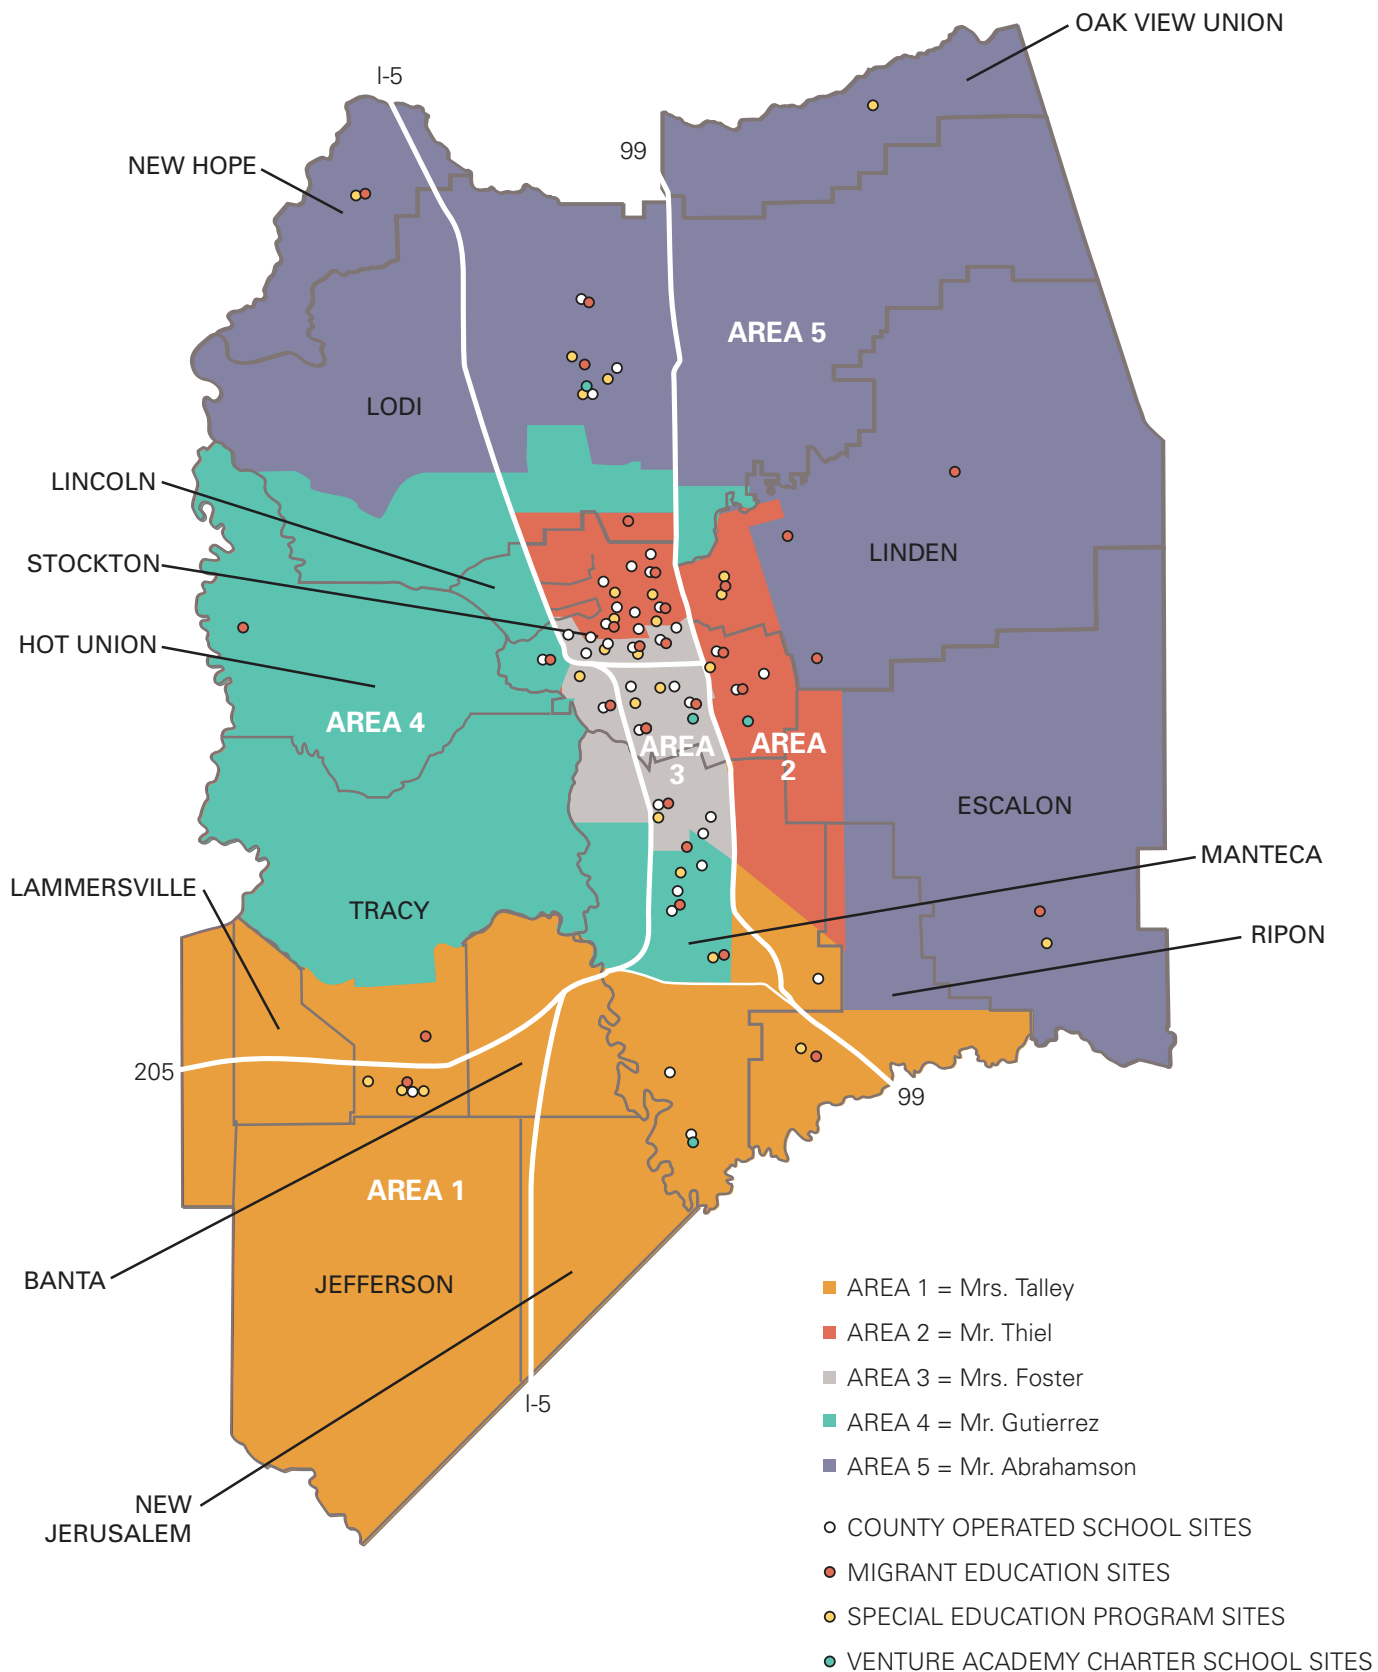 OAK VIEW UNION
I-5
99
NEW HOPE
AREA 5
LODI
LINCOLN
STOCKTON
LINDEN
HOT UNION
AREA 4
AREA
3
AREA
2
ESCALON
MANTECA
LAMMERSVILLE
TRACY
RIPON
205
99
AREA 1
BANTA
JEFFERSON
I-5
NEW
JERUSALEM
AREA 1 = Mrs. Talley
AREA 2 = Mr. Thiel
AREA 3 = Mrs. Foster
AREA 4 = Mr. Gutierrez
AREA 5 = Mr. Abrahamson
COUNTY OPERATED SCHOOL SITES
MIGRANT EDUCATION SITES
SPECIAL EDUCATION PROGRAM SITES
VENTURE ACADEMY CHARTER SCHOOL SITES